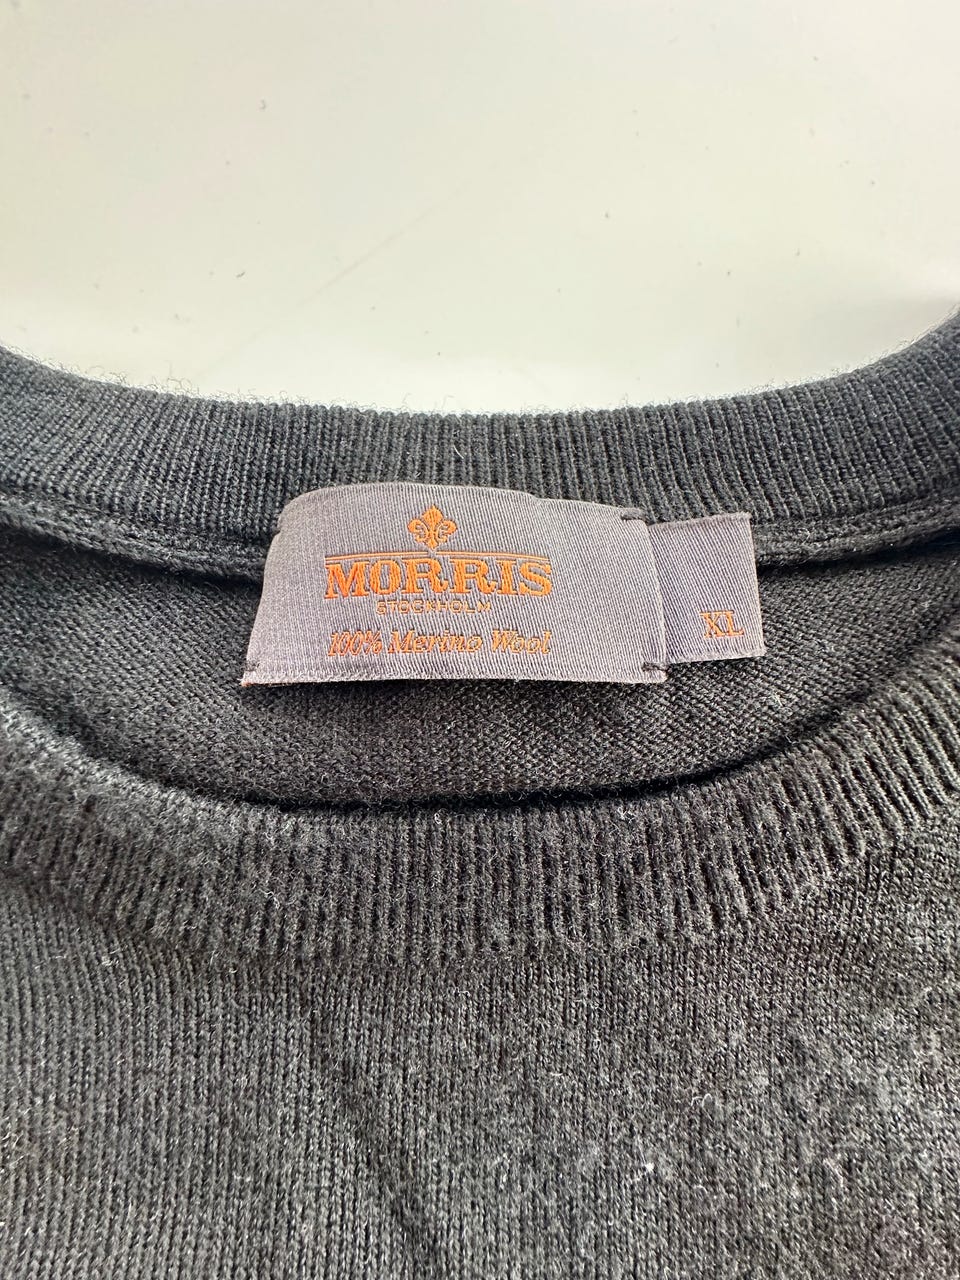 MORRIS
STOCKHOLM
100% Merino Wool
XL